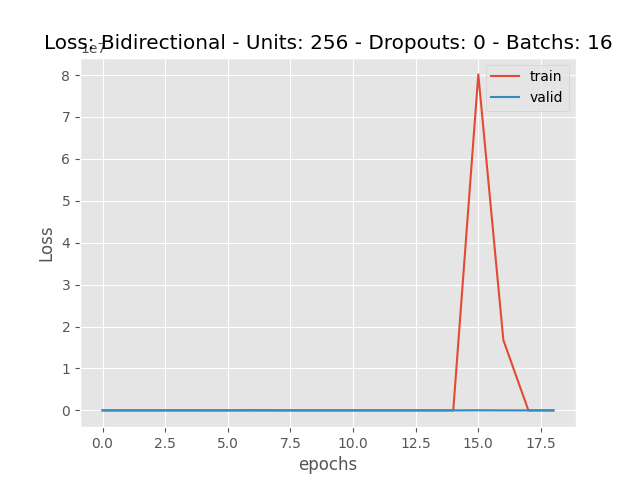 Loss: Bidirectional - Units: 256 - Dropouts: 0 - Batchs: 16
1e7
train
valid
8
7
6
5
4
3
2
1
0
Loss
0.0 2.5 5.0 7.5 10.0 12.5 15.0 17.5
epochs